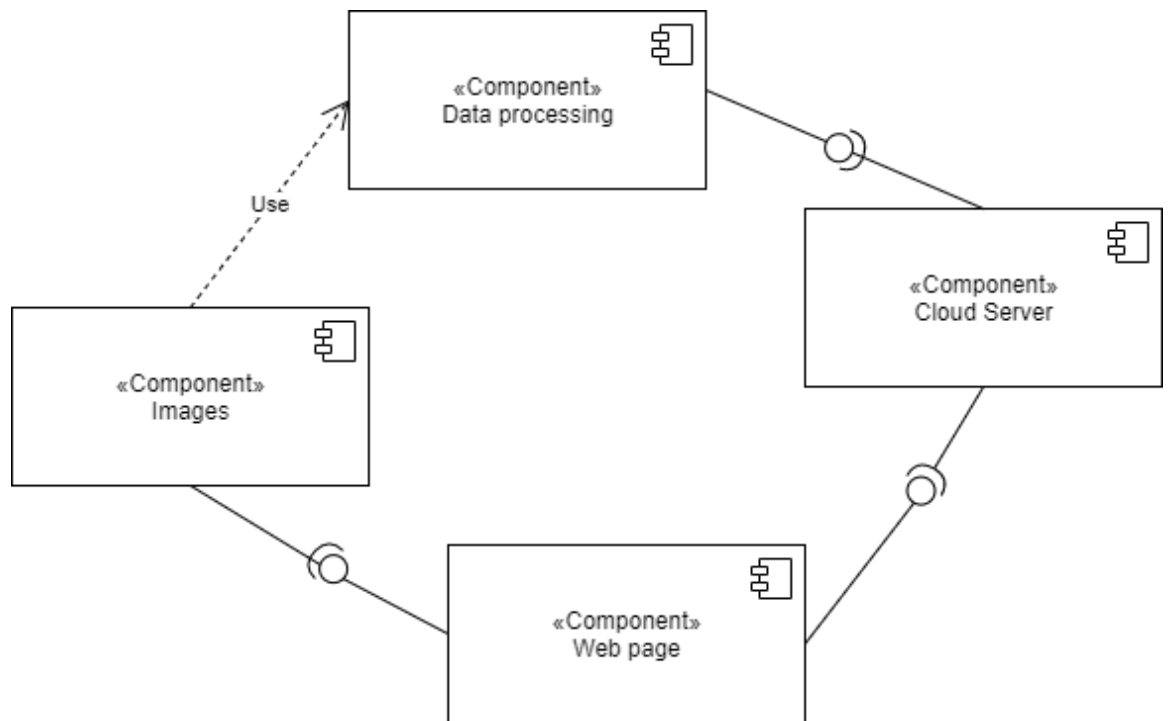 «Component»
Data processing
Use
«Component»
Cloud Server
«Component»
Images
«Component»
Web page